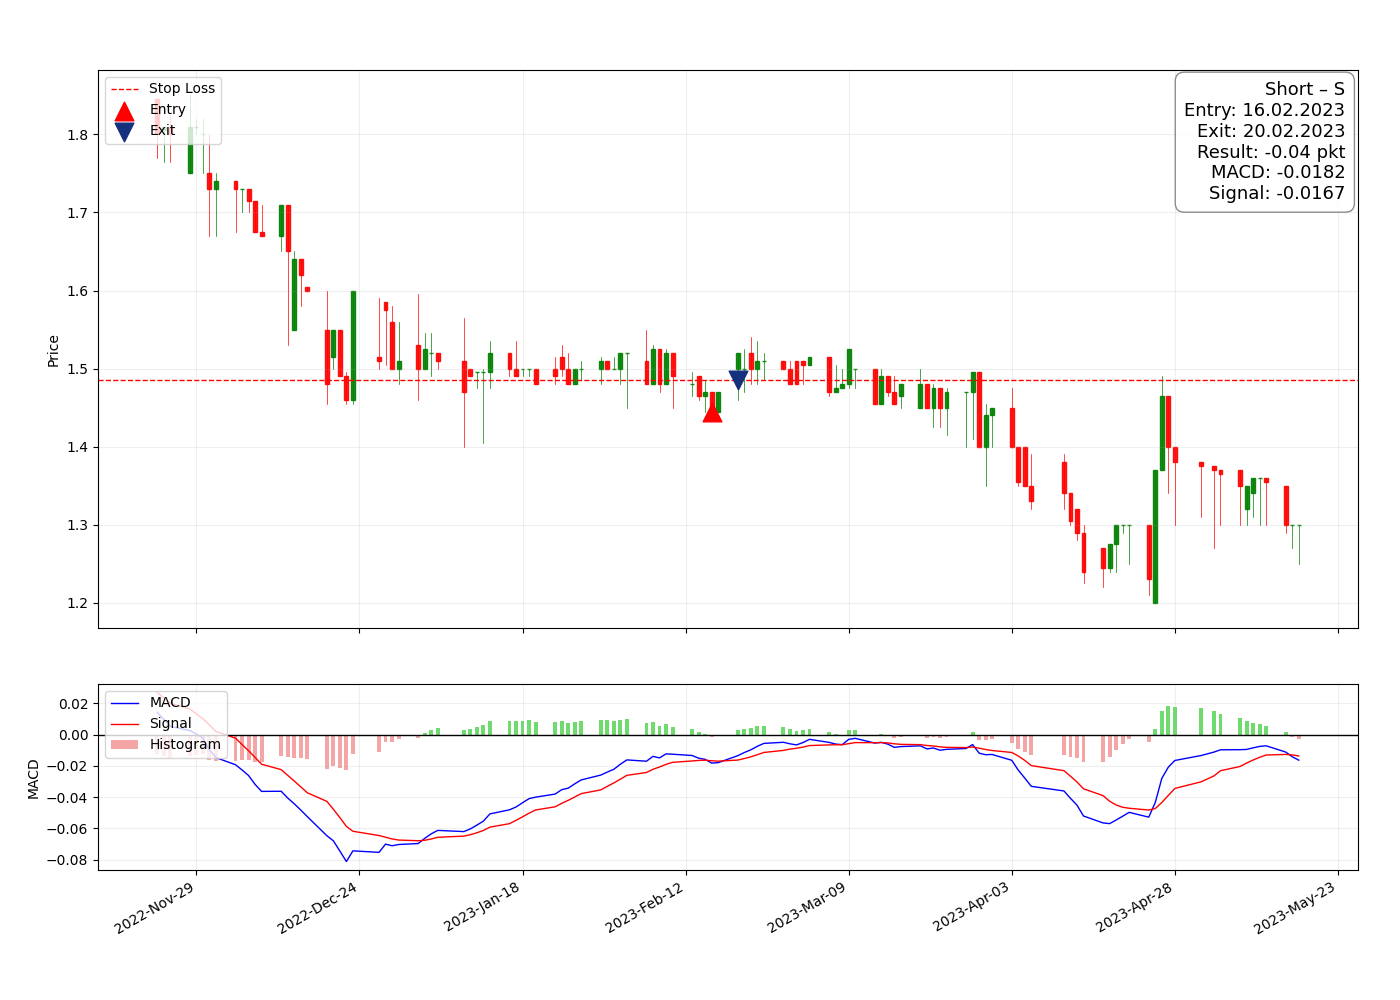 Stop Loss
Entry
Exit
Short – S
Entry: 16.02.2023
Exit: 20.02.2023
Result: -0.04 pkt
MACD: -0.0182
Signal: -0.0167
Price
1.8
1.7
1.6
1.5
1.4
1.3
1.2
MACD
Signal
Histogram
MACD
0.02
0.00
−0.02
−0.04
−0.06
−0.08
2022-Nov-29
2022-Dec-24
2023-Jan-18
2023-Feb-12
2023-Mar-09
2023-Apr-03
2023-Apr-28
2023-May-23